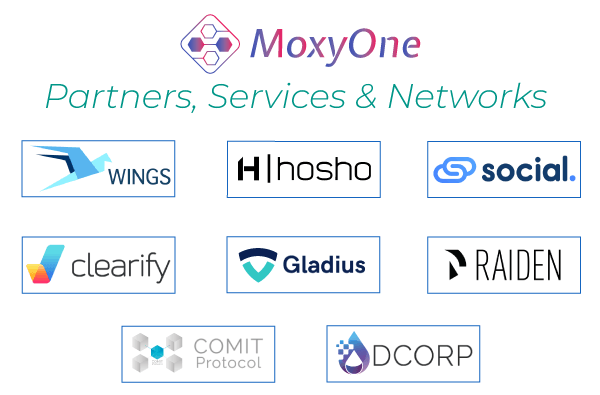 MoxyOne
Partners, Services & Networks
WINGS
H|hosho
social.
clearify
Gladius
RAIDEN
COMIT
Protocol
DCORP